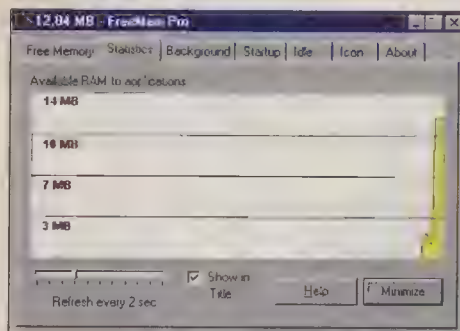 12,84 MB - FreeMem Pro
Free Memory Statistics Background Startup Idle Icon About
Available RAM to applications
14 MB
10 MB
7 MB
3 MB
Show in Title
Refresh every 2 sec
Help
Minimize